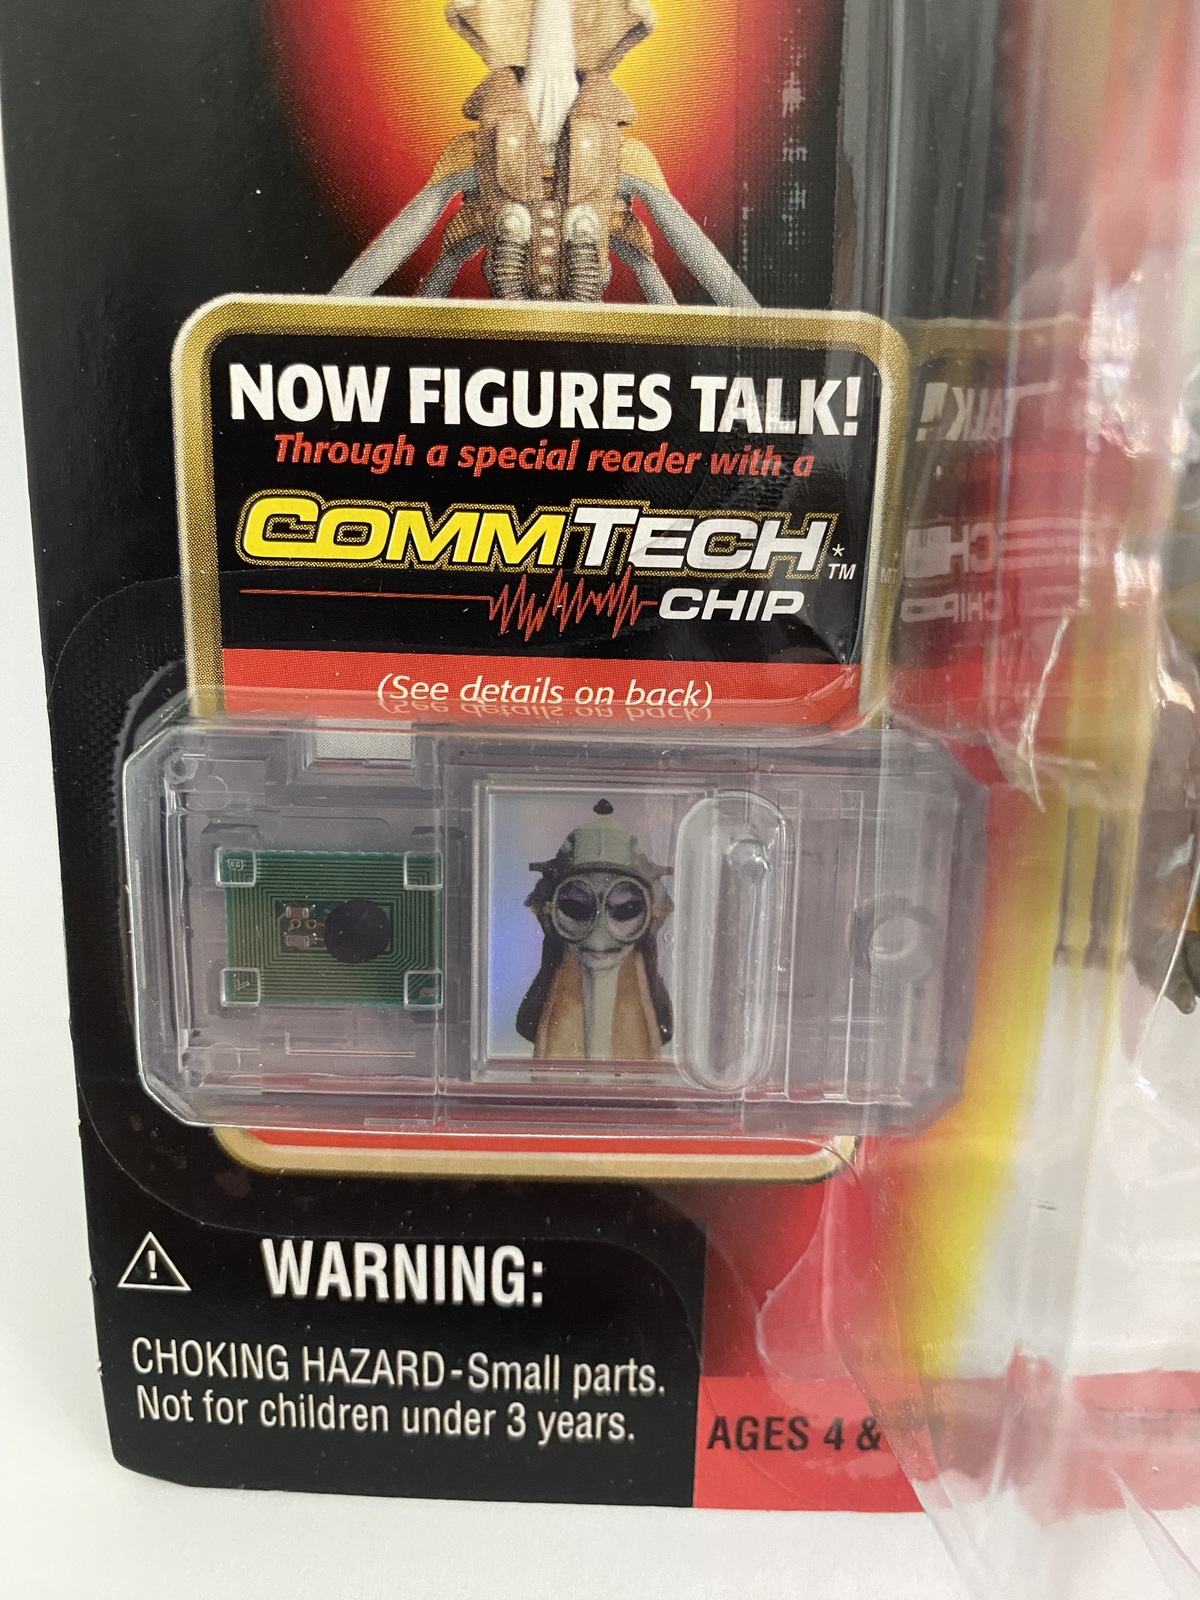 NOW FIGURES TALK!
Through a special reader with a
COMMTECH*™
CHIP
(See details on back)
WARNING:
CHOKING HAZARD-Small parts.
Not for children under 3 years.
AGES 4 &